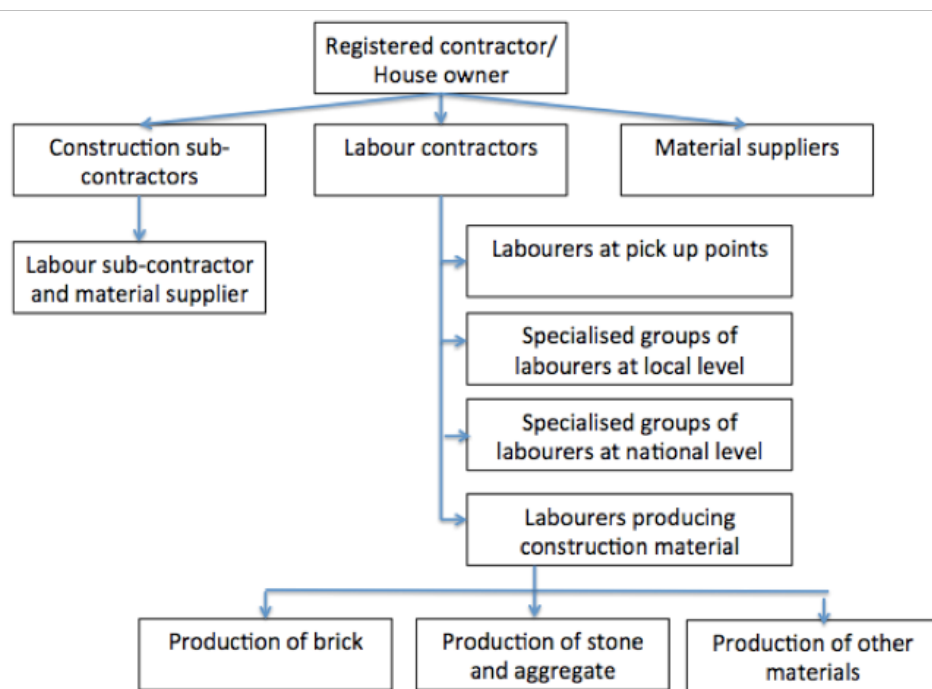 Registered contractor/
House owner
Construction sub-
contractors
Labour contractors
Material suppliers
Labour sub-contractor
and material supplier
Labourers at pick up points
Specialised groups of
labourers at local level
Specialised groups of
labourers at national level
Labourers producing
construction material
Production of brick
Production of stone
and aggregate
Production of other
materials